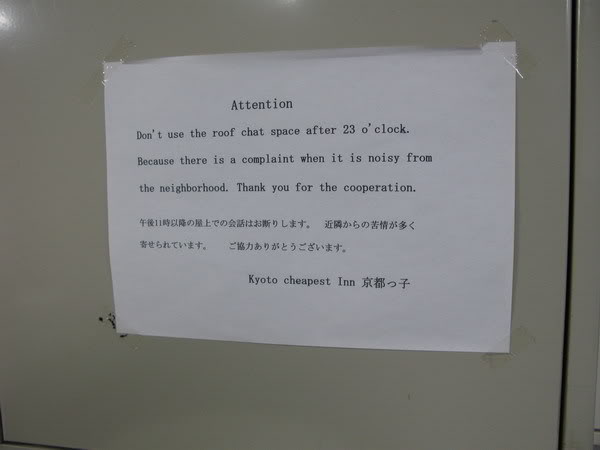 Attention
Don't use the roof chat space after 23 o'clock.
Because there is a complaint when it is noisy from
the neighborhood. Thank you for the cooperation.
午後11時以降の屋上での会話はお断りします。　近隣からの苦情が多く
寄せられています。　ご協力ありがとうございます。
Kyoto cheapest Inn 京都っ子